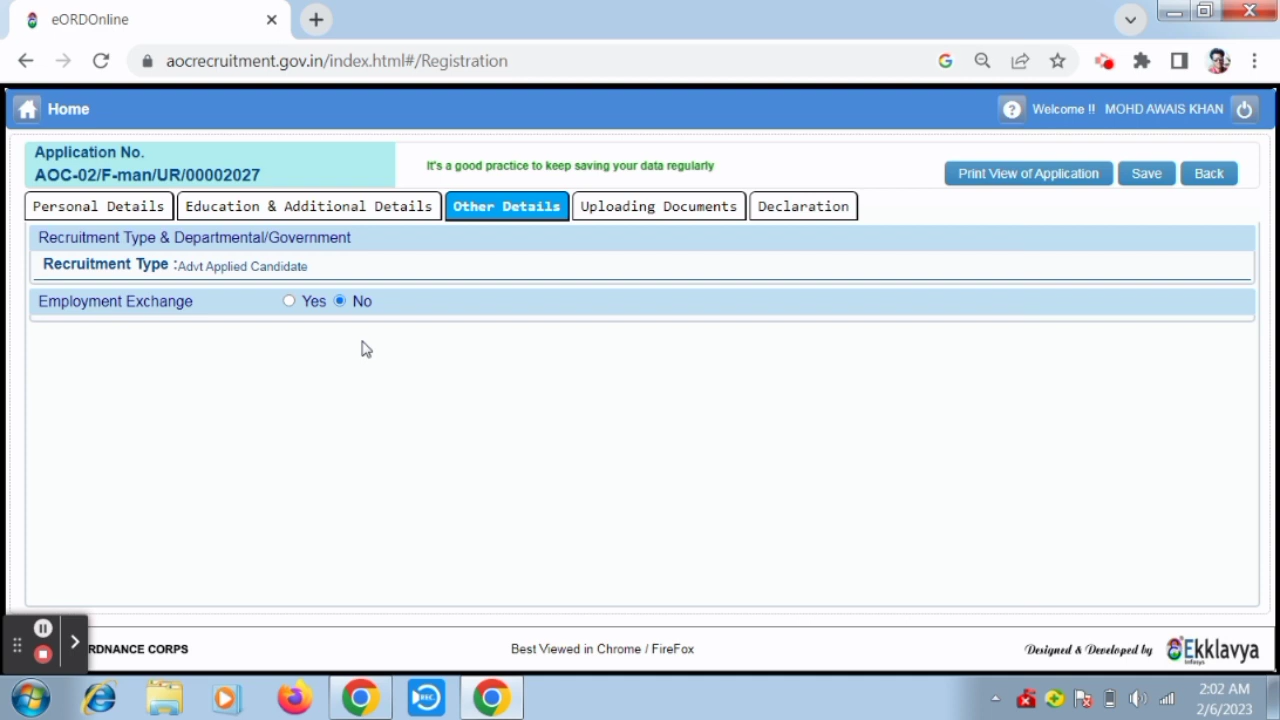 eORDOnline
aocrecruitment.gov.in/index.html#/Registration
Home
Welcome !! MOHD AWAIS KHAN
Application No.
AOC-02/F-man/UR/00002027
It's a good practice to keep saving your data regularly
Print View of Application Save Back
Personal Details Education & Additional Details Other Details Uploading Documents Declaration
Recruitment Type & Departmental/Government
Recruitment Type :Advt Applied Candidate
Employment Exchange Yes No
RDNANCE CORPS
Best Viewed in Chrome / FireFox
Designed & Developed by Ekklavya
Infosys
2:02 AM
2/6/2023